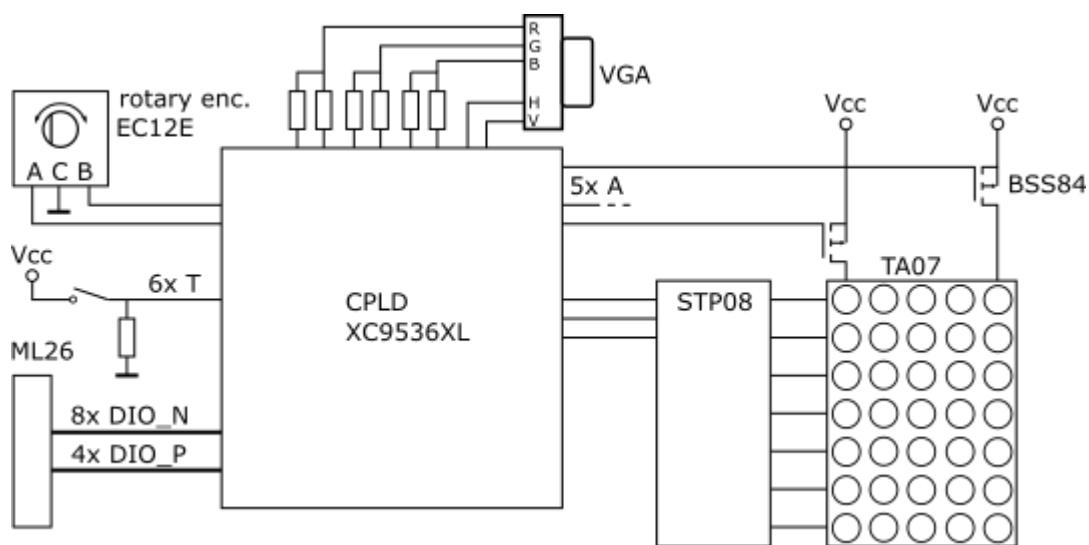 R
G
B
H
V
VGA
rotary enc.
EC12E
A C B
Vcc
Vcc
5x A
BSS84
Vcc
6x T
TA07
CPLD
XC9536XL
STP08
ML26
8x DIO_N
4x DIO_P